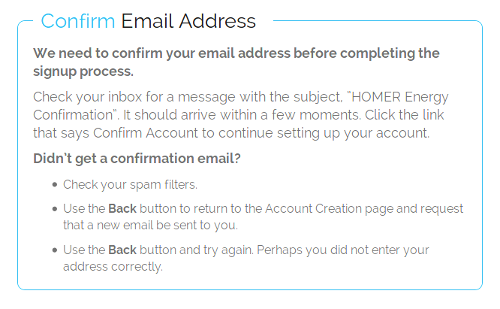 Confirm Email Address
We need to confirm your email address before completing the
signup process.
Check your inbox for a message with the subject, "HOMER Energy
Confirmation". It should arrive within a few moments. Click the link
that says Confirm Account to continue setting up your account.
Didn't get a confirmation email?
• Check your spam filters.
• Use the Back button to return to the Account Creation page and request
that a new email be sent to you.
• Use the Back button and try again. Perhaps you did not enter your
address correctly.